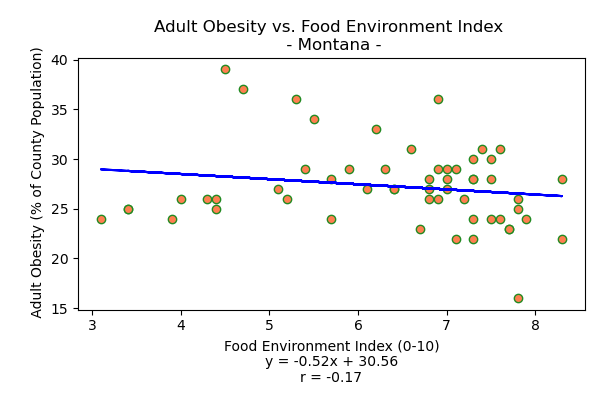 Adult Obesity vs. Food Environment Index
- Montana -
Adult Obesity (% of County Population)
40
35
30
25
20
15
3 4 5 6 7 8
Food Environment Index (0-10)
y = -0.52x + 30.56
r = -0.17